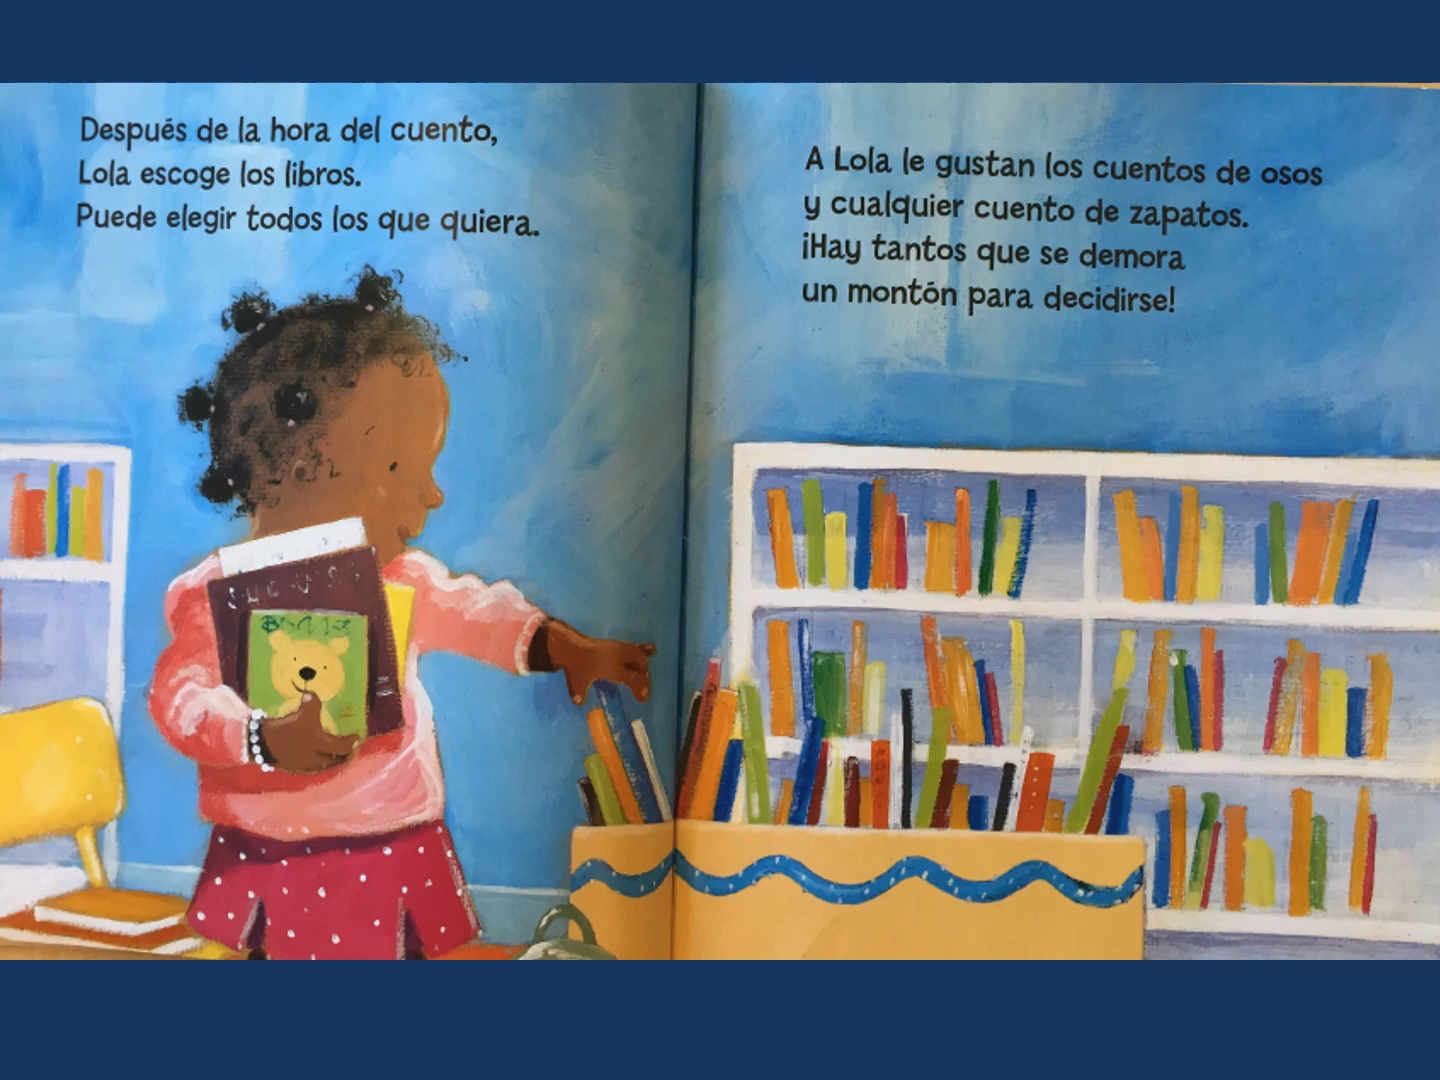 Después de la hora del cuento,
Lola escoge los libros.
Puede elegir todos los que quiera.
A Lola le gustan los cuentos de osos
y cualquier cuento de zapatos.
¡Hay tantos que se demora
un montón para decidirse!